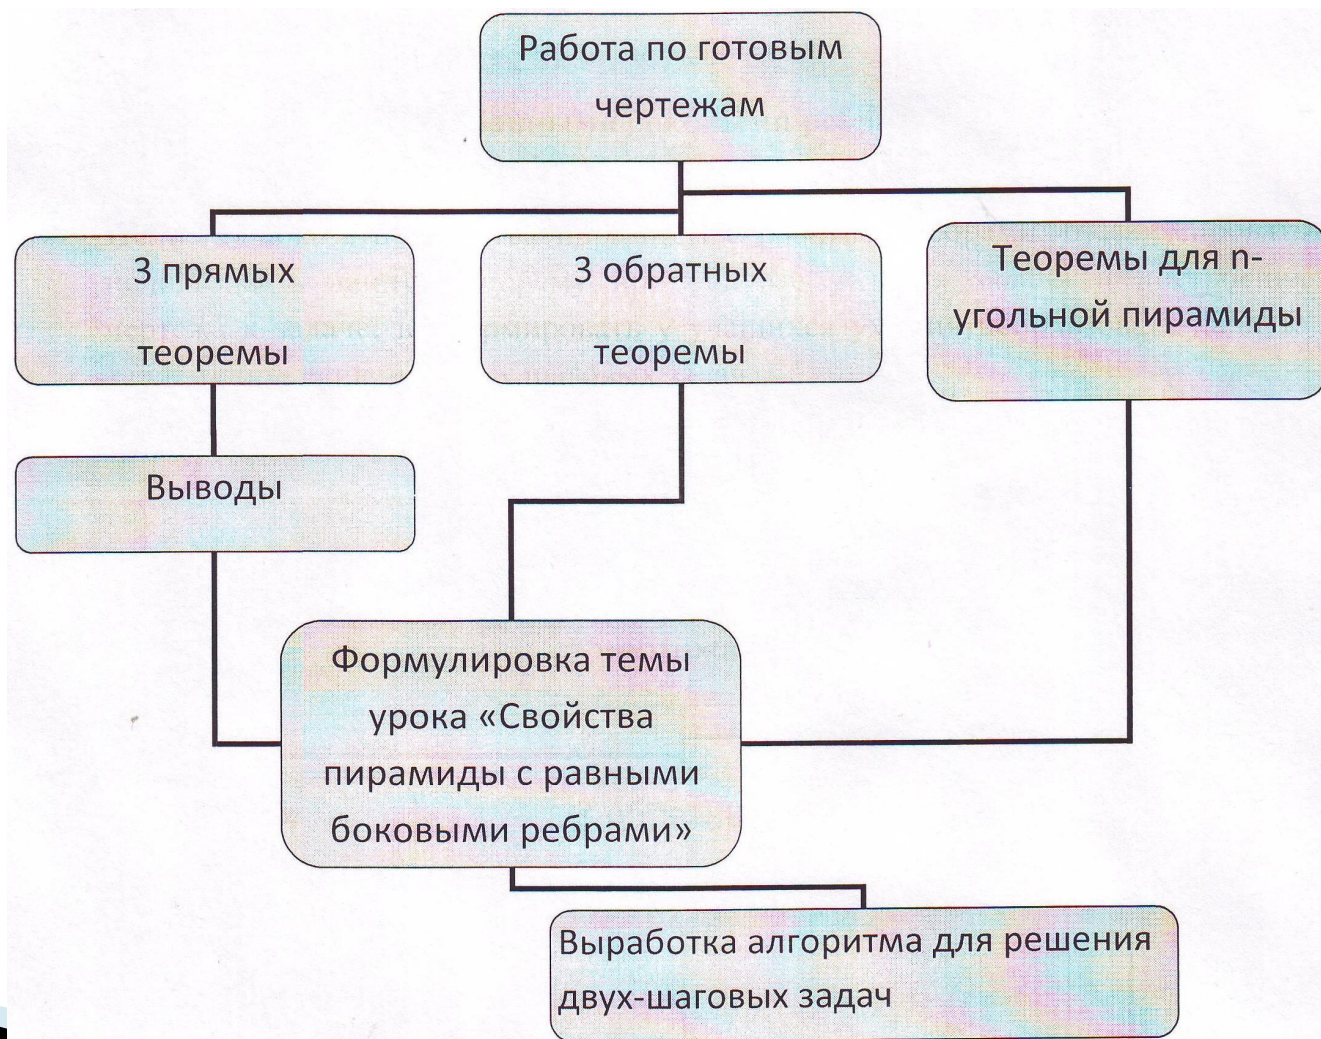 Работа по готовым
чертежам
3 прямых
теоремы
3 обратных
теоремы
Теоремы для n-
угольной пирамиды
Выводы
Формулировка темы
урока «Свойства
пирамиды с равными
боковыми ребрами»
Выработка алгоритма для решения
двух-шаговых задач